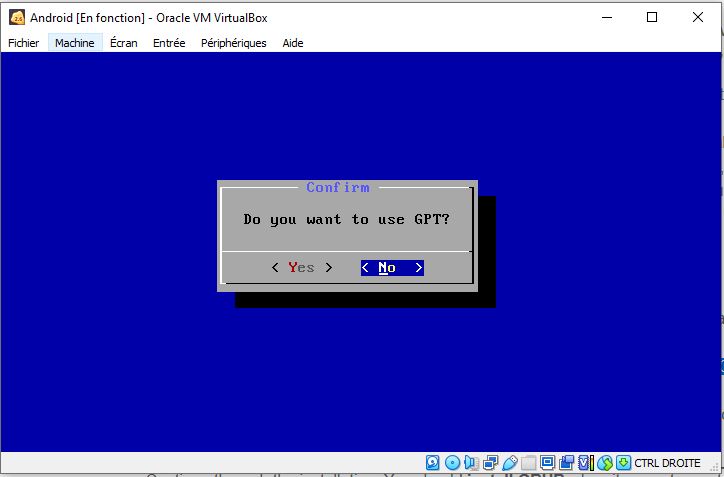 Android [En fonction] - Oracle VM VirtualBox
Fichier Machine Écran Entrée Périphériques Aide
Confirm
Do you want to use GPT?
< Yes > < No >
CTRL DROITE